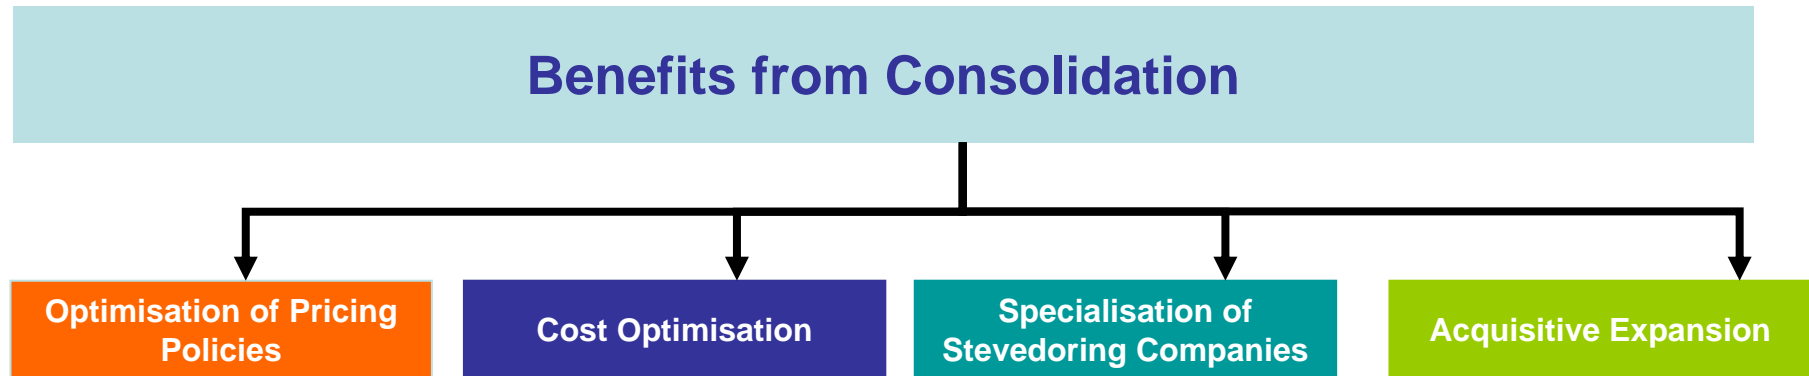 Benefits from Consolidation
Optimisation of Pricing
Policies
Cost Optimisation
Specialisation of
Stevedoring Companies
Acquisitive Expansion